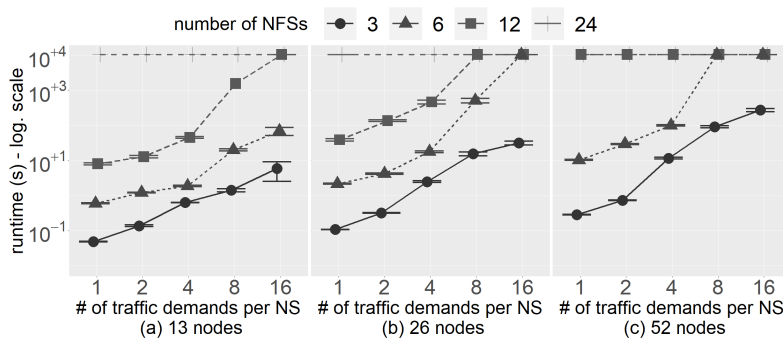 number of NFSs 3 6 12 24
runtime (s) - log. scale
10+4
10+3
10+1
10−1
1 2 4 8 16
1 2 4 8 16
1 2 4 8 16
# of traffic demands per NS
# of traffic demands per NS
# of traffic demands per NS
(a) 13 nodes
(b) 26 nodes
(c) 52 nodes